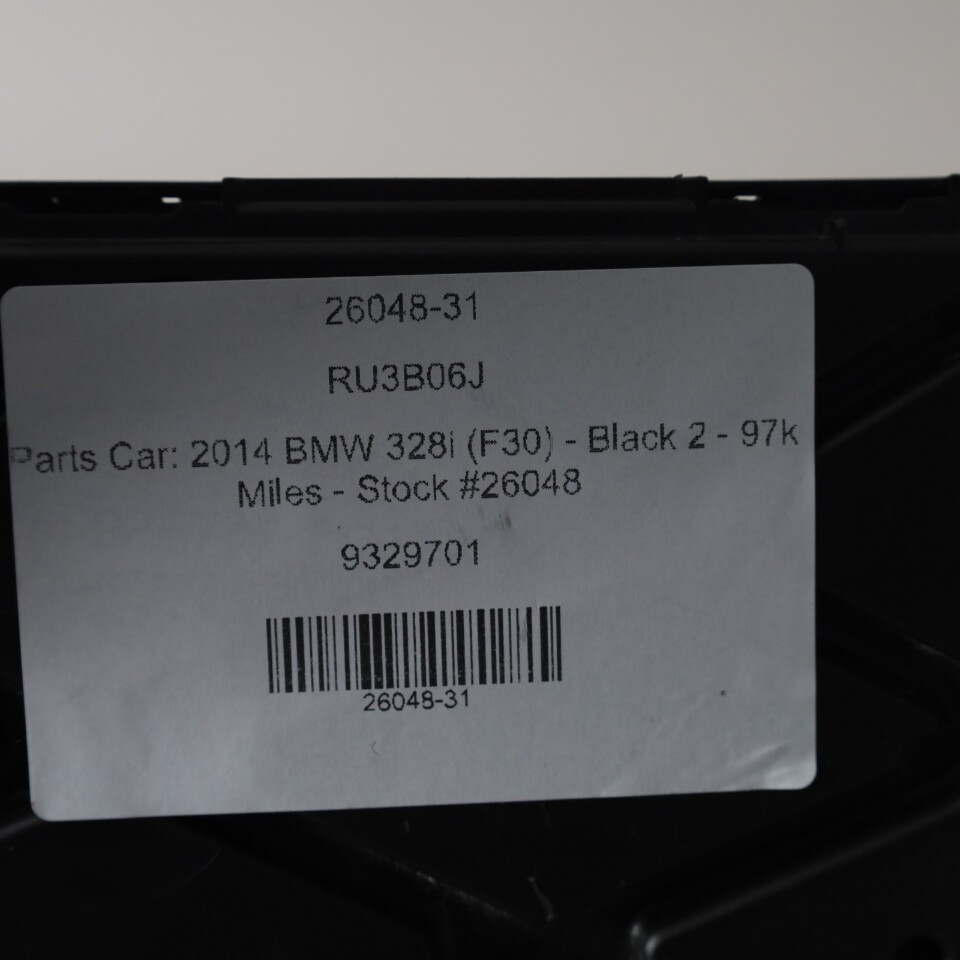 26048-31
RU3B06J
Parts Car: 2014 BMW 328i (F30) - Black 2 - 97k
Miles - Stock #26048
9329701
26048-31